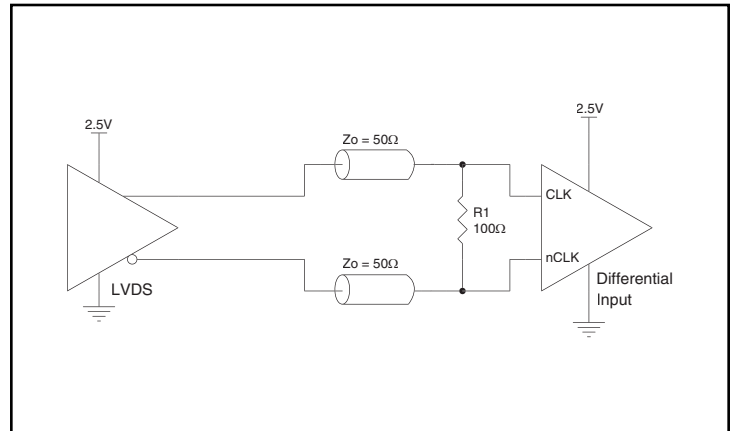 2.5V
2.5V
Zo = 50Ω
CLK
R1
100Ω
Zo = 50Ω
nCLK
LVDS
Differential
Input